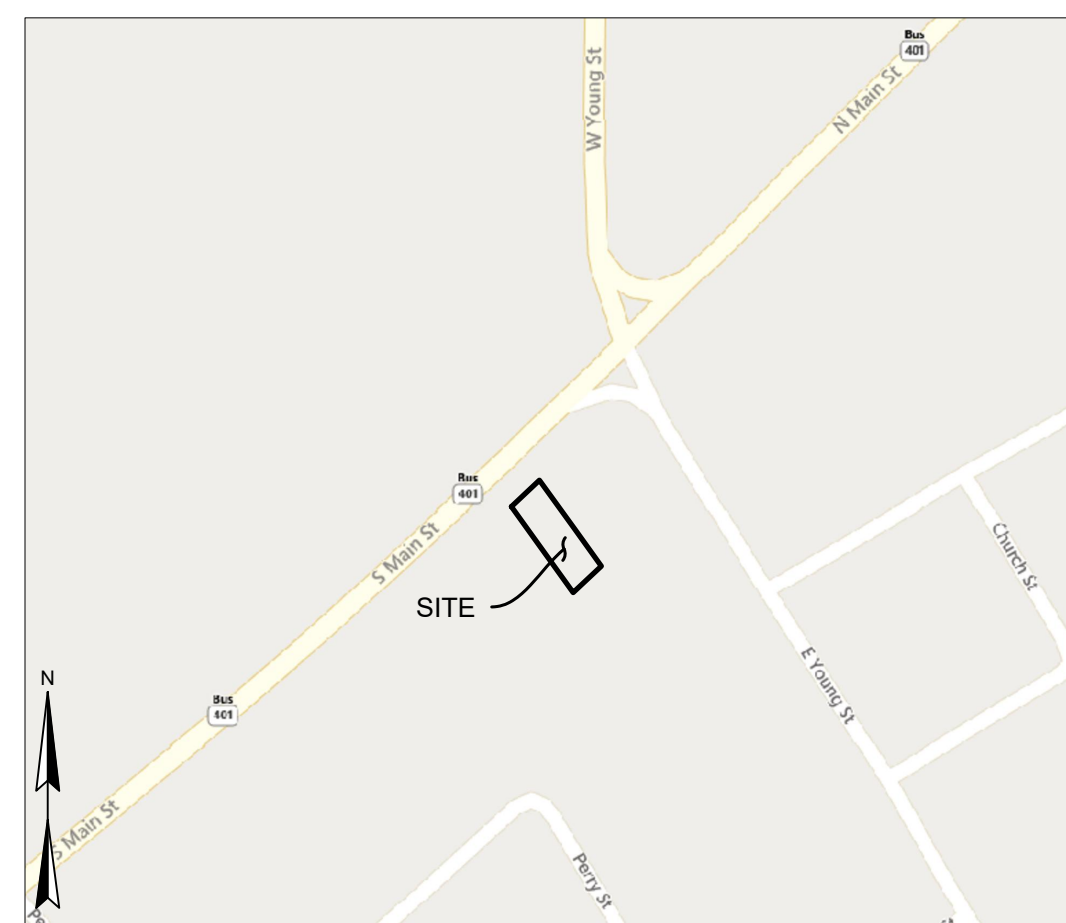 Bus
401
N Main St
W Young St
Bus
401
S Main St
SITE
Church St
E Young St
N
Bus
401
S Main St
Perry St
Pe